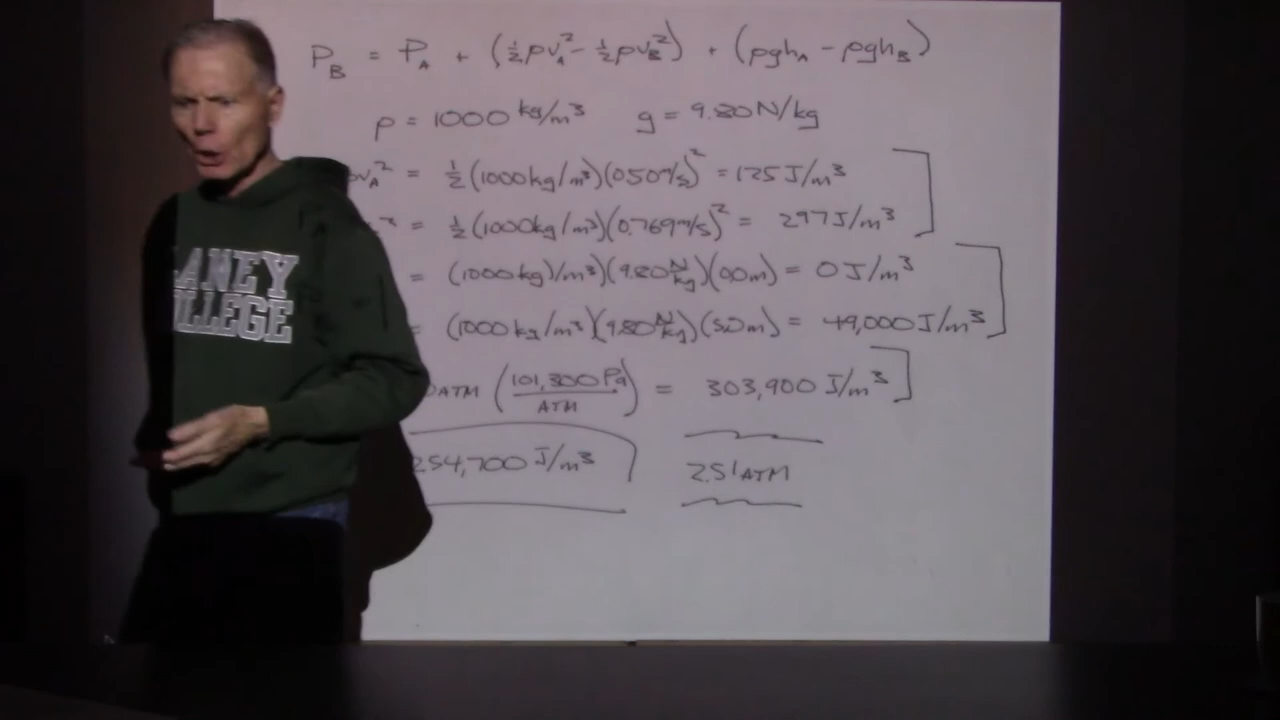 P_B = P_A + (½ρv_A² - ½ρv_B²) + (ρgh_A - ρgh_B)
ρ = 1000 kg/m³ g = 9.80 N/kg
ρv_A² = ½(1000 kg/m³)(0.50 m/s)² = 125 J/m³
= ½(1000 kg/m³)(0.769 m/s)² = 297 J/m³
= (1000 kg)/m³)(9.80 N/kg)(0.0 m) = 0 J/m³
= (1000 kg/m³)(9.80 N/kg)(5.0 m) = 49,000 J/m³
ATM (101,300 Pa/ATM) = 303,900 J/m³
254,700 J/m³ 2.51 ATM
LANEY
COLLEGE